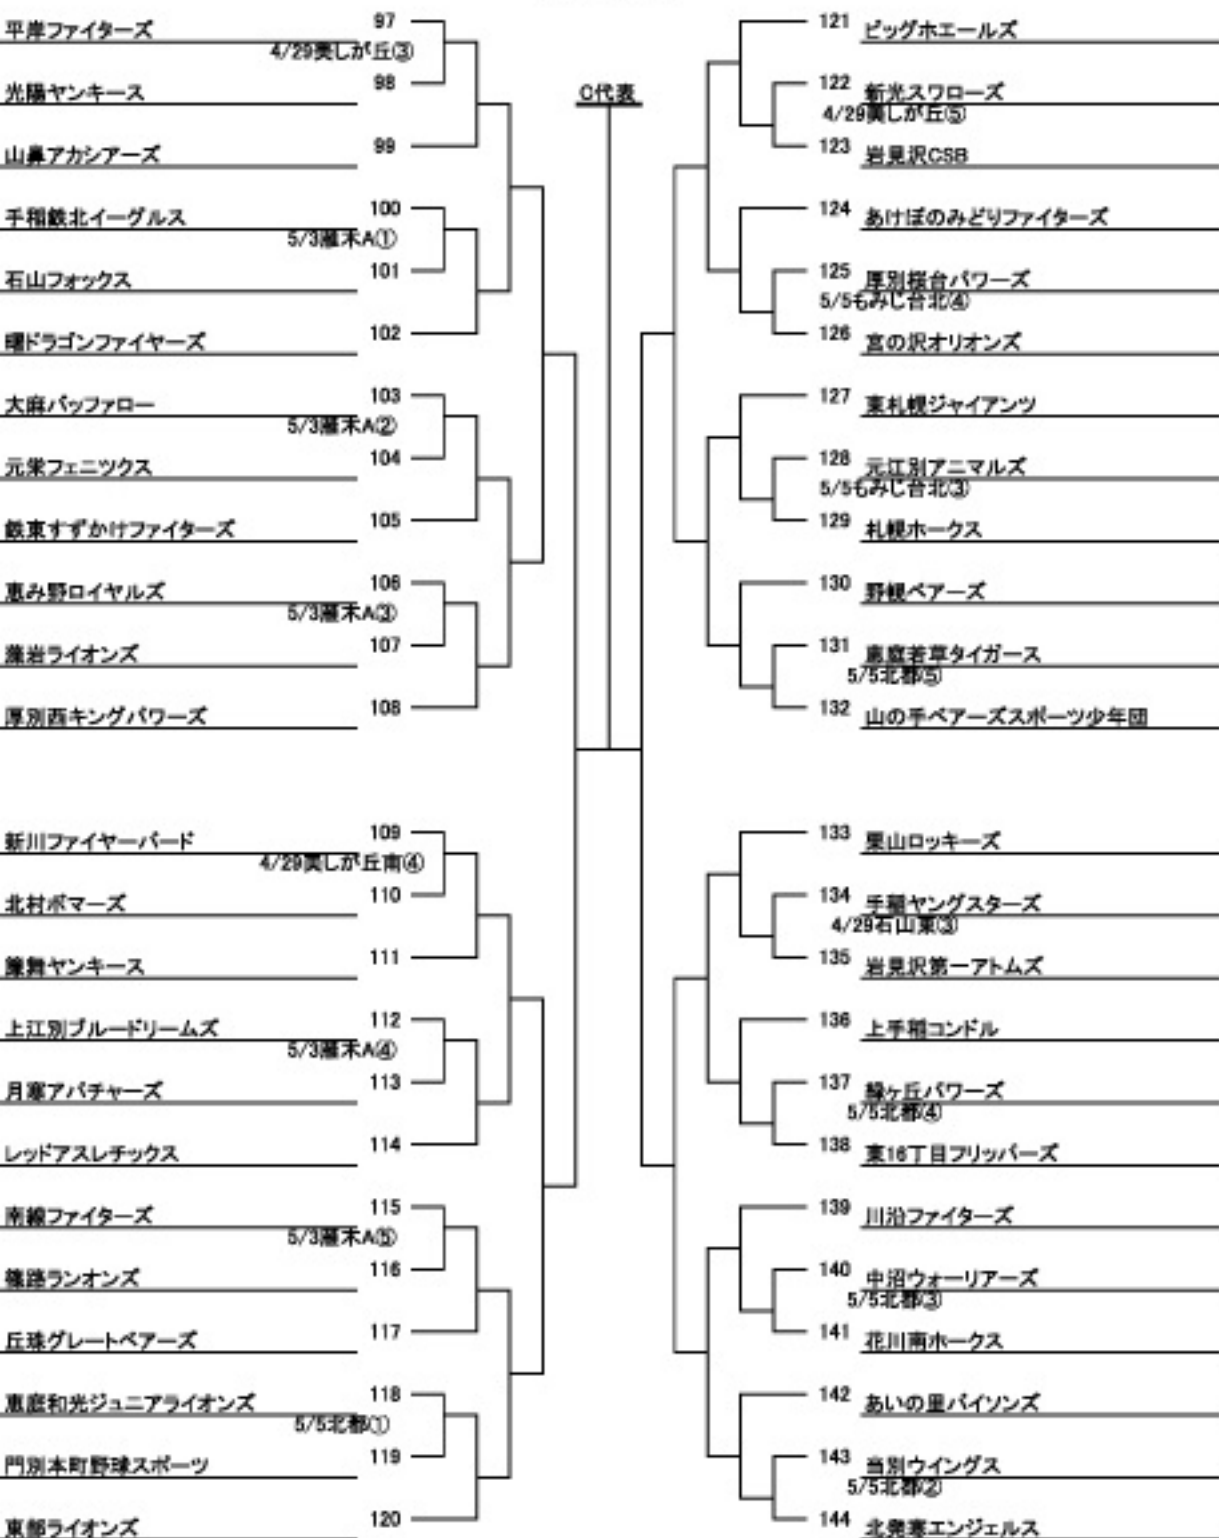 C代表
平岸ファイターズ 97
4/29美しが丘③
光陽ヤンキース 98
山鼻アカシアーズ 99
手稲鉄北イーグルス 100
5/3雁木A①
石山フォックス 101
曙ドラゴンファイヤーズ 102
大麻バッファロー 103
5/3雁木A②
元栄フェニックス 104
鉄東すずかけファイターズ 105
恵み野ロイヤルズ 106
5/3雁木A③
藻岩ライオンズ 107
厚別西キングパワーズ 108
新川ファイヤーバード 109
4/29美しが丘南④
北村ボマーズ 110
簾舞ヤンキース 111
上江別ブルードリームズ 112
5/3雁木A④
月寒アパチャーズ 113
レッドアスレチックス 114
南線ファイターズ 115
5/3雁木A⑤
篠路ランオンズ 116
丘珠グレートベアーズ 117
恵庭和光ジュニアライオンズ 118
5/5北都①
門別本町野球スポーツ 119
東部ライオンズ 120
121 ビッグホエールズ
122 新光スワローズ
4/29美しが丘⑤
123 岩見沢CSB
124 あけぼのみどりファイターズ
125 厚別桜台パワーズ
5/5もみじ台北④
126 宮の沢オリオンズ
127 東札幌ジャイアンツ
128 元江別アニマルズ
5/5もみじ台北③
129 札幌ホークス
130 野幌ベアーズ
131 恵庭若草タイガース
5/5北都⑤
132 山の手ベアーズスポーツ少年団
133 栗山ロッキーズ
134 手稲ヤングスターズ
4/29石山東③
135 岩見沢第一アトムズ
136 上手稲コンドル
137 緑ヶ丘パワーズ
5/5北都④
138 東16丁目フリッパーズ
139 川沿ファイターズ
140 中沼ウォーリアーズ
5/5北都③
141 花川南ホークス
142 あいの里バイソンズ
143 当別ウイングス
5/5北都②
144 北発寒エンジェルス